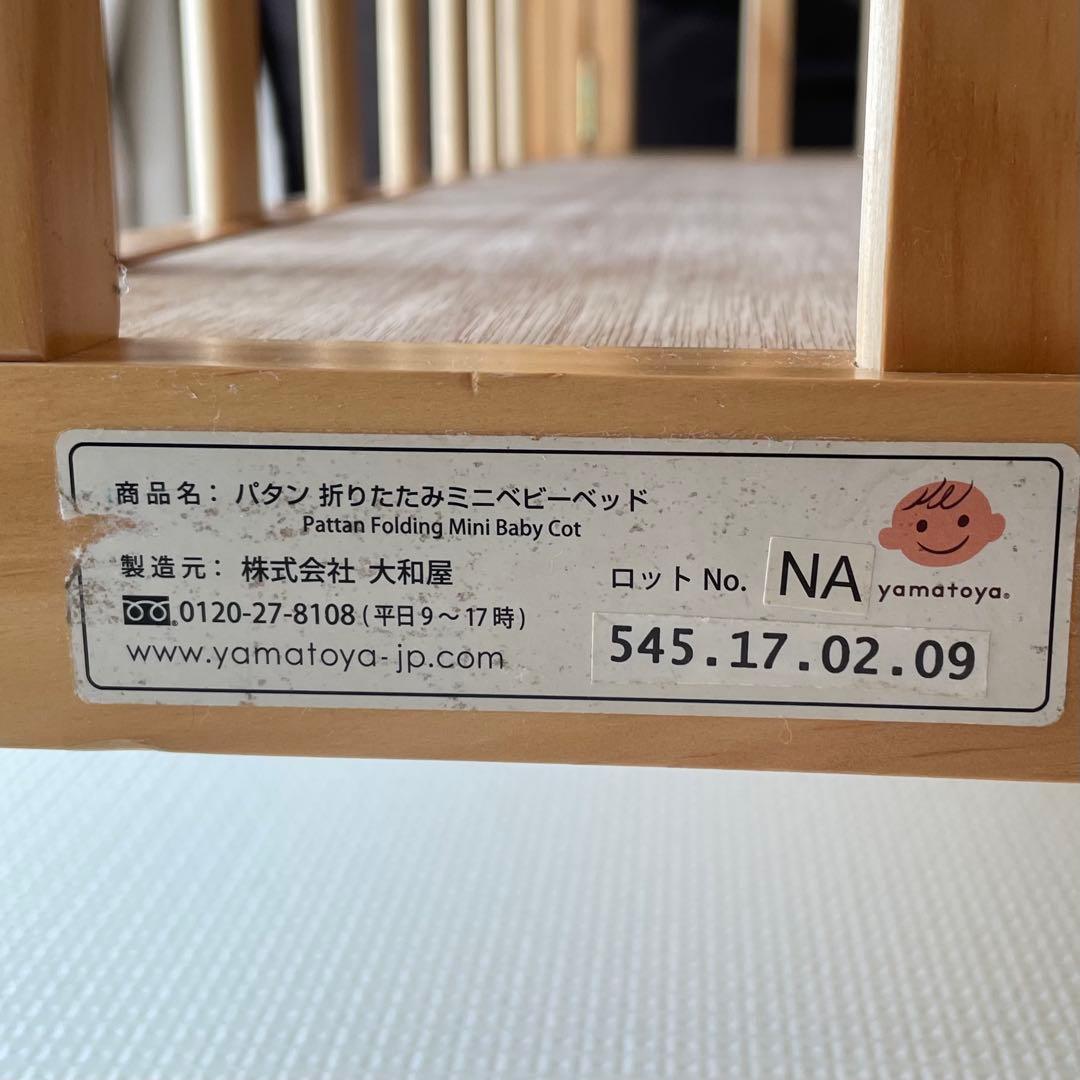 商品名：パタン 折りたたみミニベビーベッド
Pattan Folding Mini Baby Cot
製造元：株式会社 大和屋
0120-27-8108 (平日9〜17時)
www.yamatoya-jp.com
ロット No. NA
545.17.02.09
yamatoya®